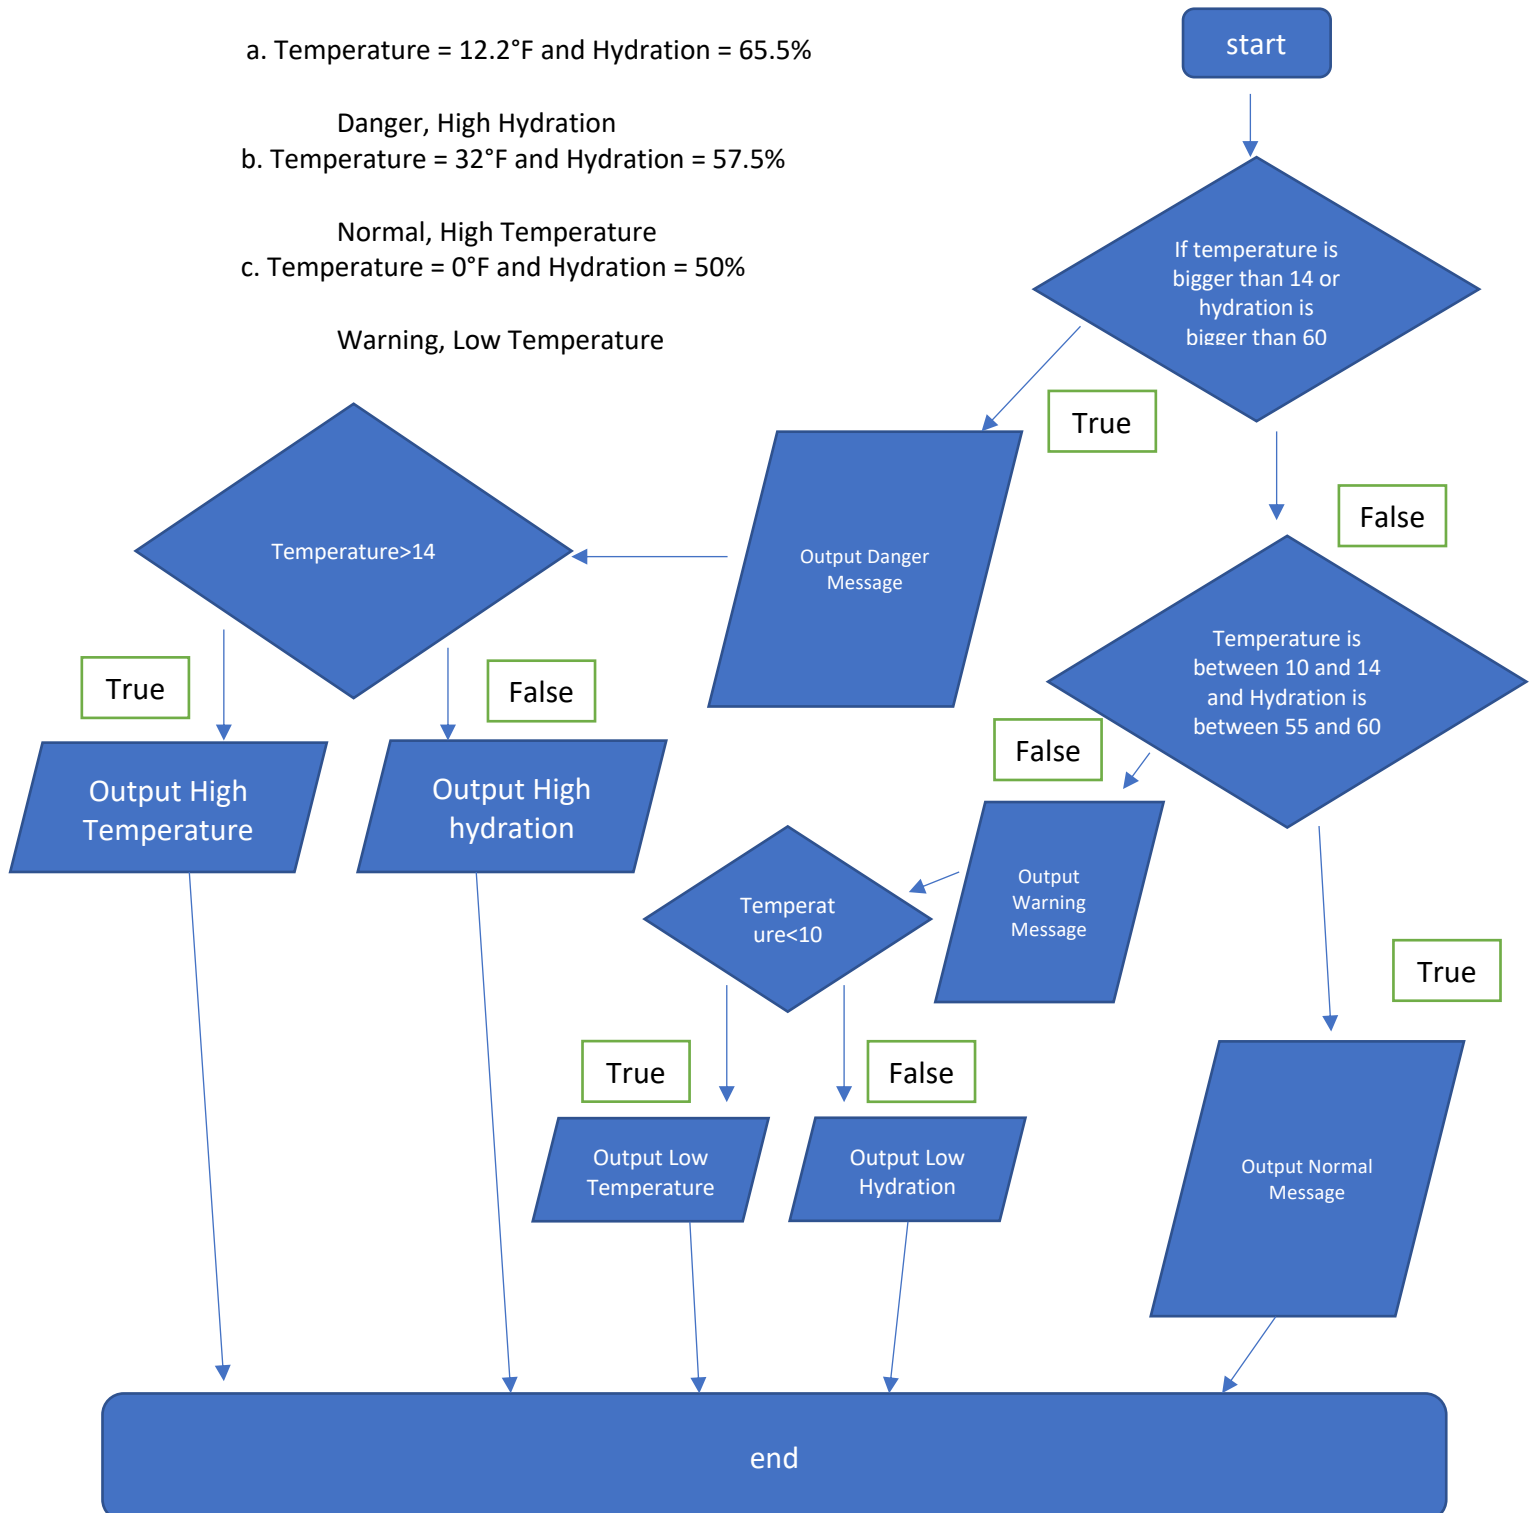 a. Temperature = 12.2°F and Hydration = 65.5%
Danger, High Hydration
b. Temperature = 32°F and Hydration = 57.5%
Normal, High Temperature
c. Temperature = 0°F and Hydration = 50%
Warning, Low Temperature
start
If temperature is
bigger than 14 or
hydration is
bigger than 60
True
False
Output Danger
Message
Temperature>14
True
False
Output High
Temperature
Output High
hydration
Temperature is
between 10 and 14
and Hydration is
between 55 and 60
False
True
Output
Warning
Message
Temperat
ure<10
True
False
Output Low
Temperature
Output Low
Hydration
Output Normal
Message
end